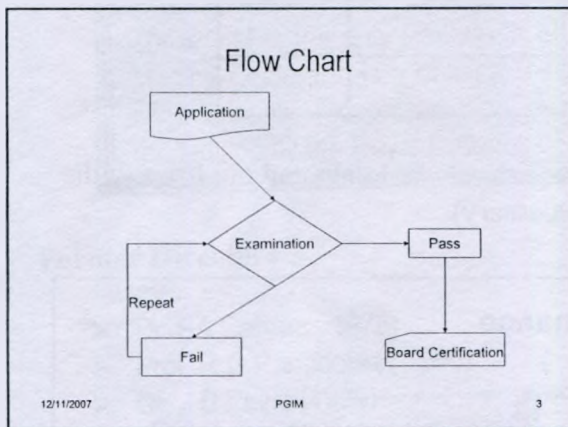 Flow Chart
Application
Examination
Pass
Repeat
Fail
Board Certification
12/11/2007
PGIM
3